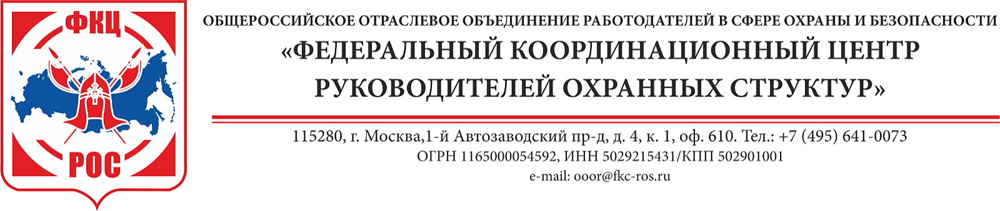 ФКЦ
РОС
ОБЩЕРОССИЙСКОЕ ОТРАСЛЕВОЕ ОБЪЕДИНЕНИЕ РАБОТОДАТЕЛЕЙ В СФЕРЕ ОХРАНЫ И БЕЗОПАСНОСТИ
«ФЕДЕРАЛЬНЫЙ КООРДИНАЦИОННЫЙ ЦЕНТР
РУКОВОДИТЕЛЕЙ ОХРАННЫХ СТРУКТУР»
115280, г. Москва,1-й Автозаводский пр-д, д. 4, к. 1, оф. 610. Тел.: +7 (495) 641-0073
ОГРН 1165000054592, ИНН 5029215431/КПП 502901001
e-mail: ooor@fkc-ros.ru